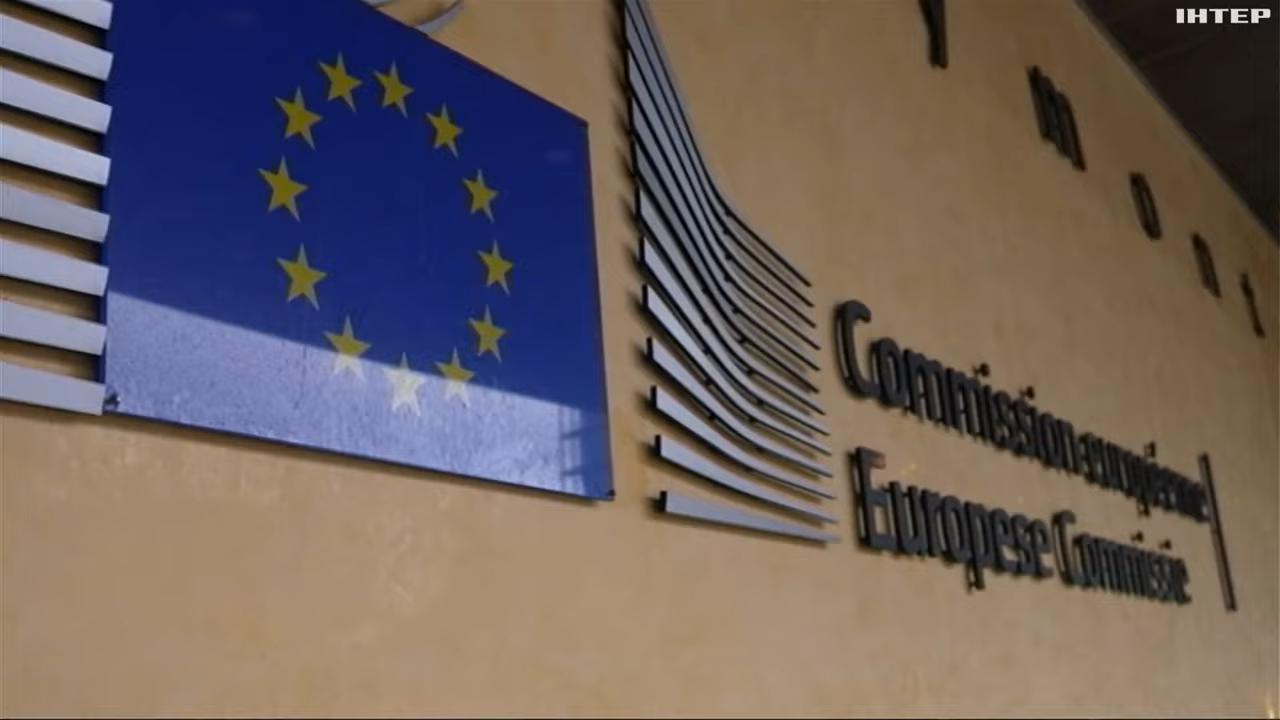 ІНТЕР
Commission européenne
Europese Commissie